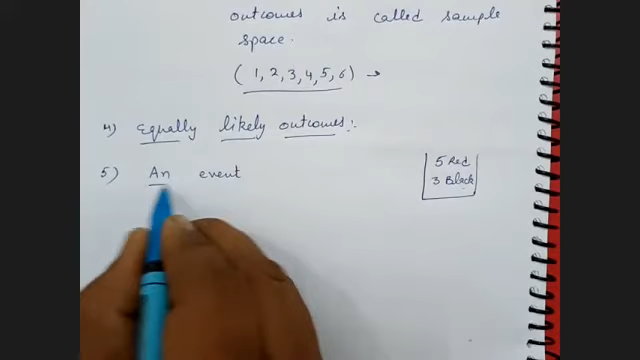 outcomes is called sample
space.
(1, 2, 3, 4, 5, 6) →
4) Equally likely outcomes :-
5) An event
5 Red
3 Black